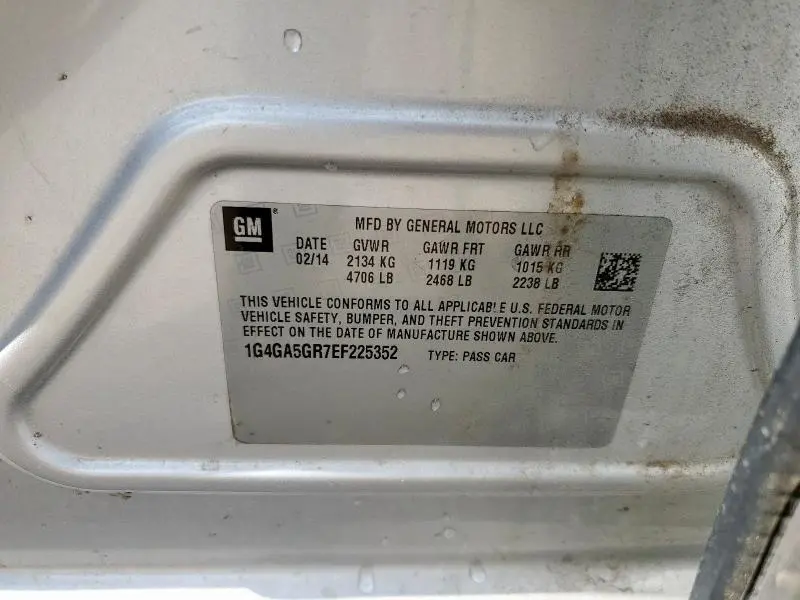 GM
MFD BY GENERAL MOTORS LLC
DATE GVWR GAWR FRT GAWR RR
02/14 2134 KG 1119 KG 1015 KG
4706 LB 2468 LB 2238 LB
THIS VEHICLE CONFORMS TO ALL APPLICABLE U.S. FEDERAL MOTOR
VEHICLE SAFETY, BUMPER, AND THEFT PREVENTION STANDARDS IN
EFFECT ON THE DATE OF MANUFACTURE SHOWN ABOVE.
1G4GA5GR7EF225352 TYPE: PASS CAR